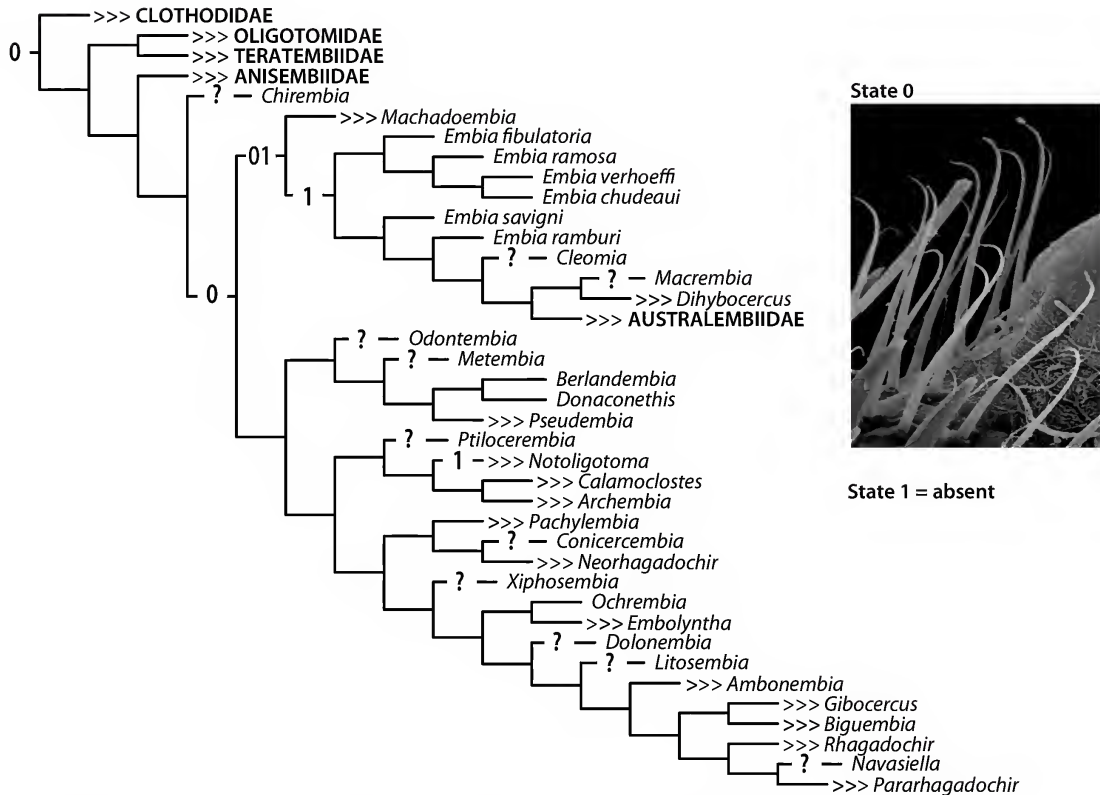 >>> CLOTHODIDAE
0
>>> OLIGOTOMIDAE
>>> TERATEMBIIDAE
>>> ANISEMBIIDAE
? Chirembia
>>> Machadoembia
Embia fibulatoria
01
Embia ramosa
Embia verhoeffi
1
Embia chudeaui
Embia savigni
Embia ramburi
? Cleomia
? Macrembia
0
>>> Dihybocercus
>>> AUSTRALEMBIIDAE
? Odontembia
? Metembia
Berlandembia
Donaconethis
>>> Pseudembia
? Ptilocerembia
1 >>> Notoligotoma
>>> Calamoclostes
>>> Archembia
>>> Pachylembia
? Conicercembia
>>> Neorhagadochir
? Xiphosembia
Ochrembia
>>> Embolyntha
? Dolonembia
? Litosembia
>>> Ambonembia
>>> Gibocercus
>>> Biguembia
>>> Rhagadochir
? Navasiella
>>> Pararhagadochir
State 0
State 1 = absent